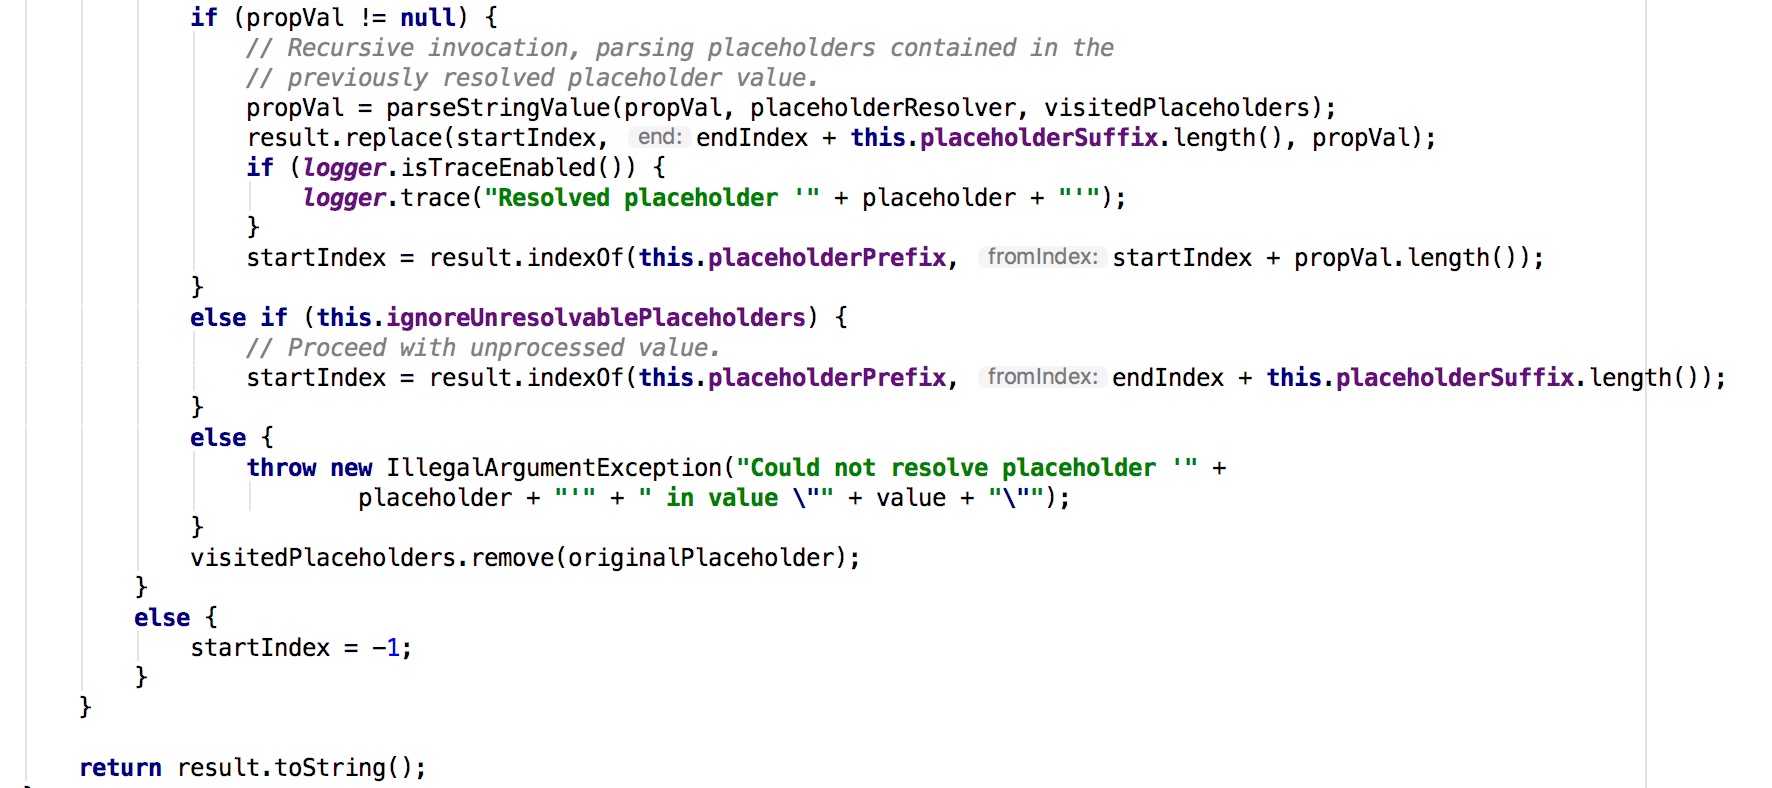 if (propVal != null) {
// Recursive invocation, parsing placeholders contained in the
// previously resolved placeholder value.
propVal = parseStringValue(propVal, placeholderResolver, visitedPlaceholders);
result.replace(startIndex, end: endIndex + this.placeholderSuffix.length(), propVal);
if (logger.isTraceEnabled()) {
logger.trace("Resolved placeholder '" + placeholder + "'");
}
startIndex = result.indexOf(this.placeholderPrefix, fromIndex: startIndex + propVal.length());
}
else if (this.ignoreUnresolvablePlaceholders) {
// Proceed with unprocessed value.
startIndex = result.indexOf(this.placeholderPrefix, fromIndex: endIndex + this.placeholderSuffix.length());
}
else {
throw new IllegalArgumentException("Could not resolve placeholder '" +
placeholder + "'" + " in value \"" + value + "\"");
}
visitedPlaceholders.remove(originalPlaceholder);
}
else {
startIndex = -1;
}
}
return result.toString();